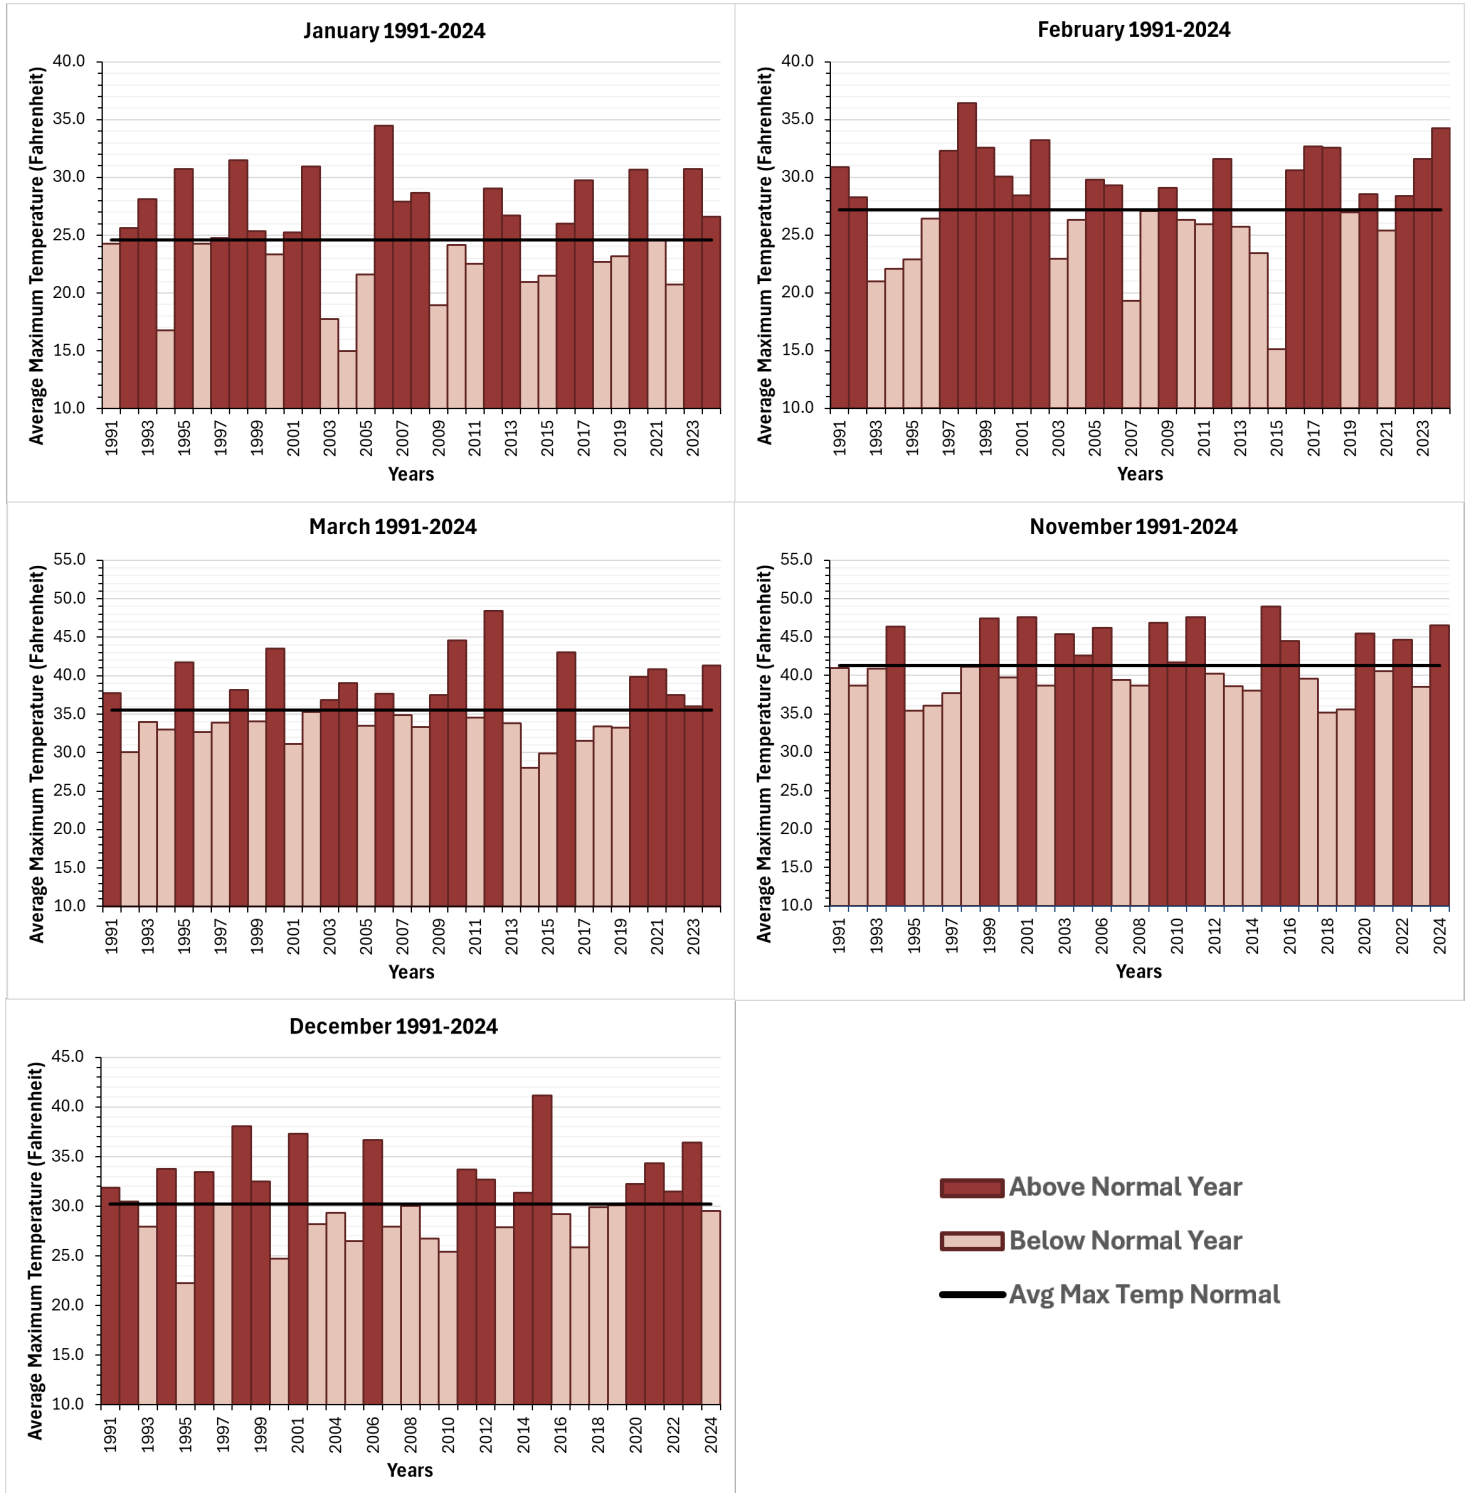 January 1991-2024
Average Maximum Temperature (Fahrenheit)
40.0
35.0
30.0
25.0
20.0
15.0
10.0
1991 1993 1995 1997 1999 2001 2003 2005 2007 2009 2011 2013 2015 2017 2019 2021 2023
Years
February 1991-2024
Average Maximum Temperature (Fahrenheit)
40.0
35.0
30.0
25.0
20.0
15.0
10.0
1991 1993 1995 1997 1999 2001 2003 2005 2007 2009 2011 2013 2015 2017 2019 2021 2023
Years
March 1991-2024
Average Maximum Temperature (Fahrenheit)
55.0
50.0
45.0
40.0
35.0
30.0
25.0
20.0
15.0
10.0
1991 1993 1995 1997 1999 2001 2003 2005 2007 2009 2011 2013 2015 2017 2019 2021 2023
Years
November 1991-2024
Average Maximum Temperature (Fahrenheit)
55.0
50.0
45.0
40.0
35.0
30.0
25.0
20.0
15.0
10.0
1991 1993 1995 1997 1999 2001 2003 2006 2008 2010 2012 2014 2016 2018 2020 2022 2024
Years
December 1991-2024
Average Maximum Temperature (Fahrenheit)
45.0
40.0
35.0
30.0
25.0
20.0
15.0
10.0
1991 1993 1995 1997 1999 2001 2004 2006 2008 2010 2012 2014 2016 2018 2020 2022 2024
Years
Above Normal Year
Below Normal Year
Avg Max Temp Normal